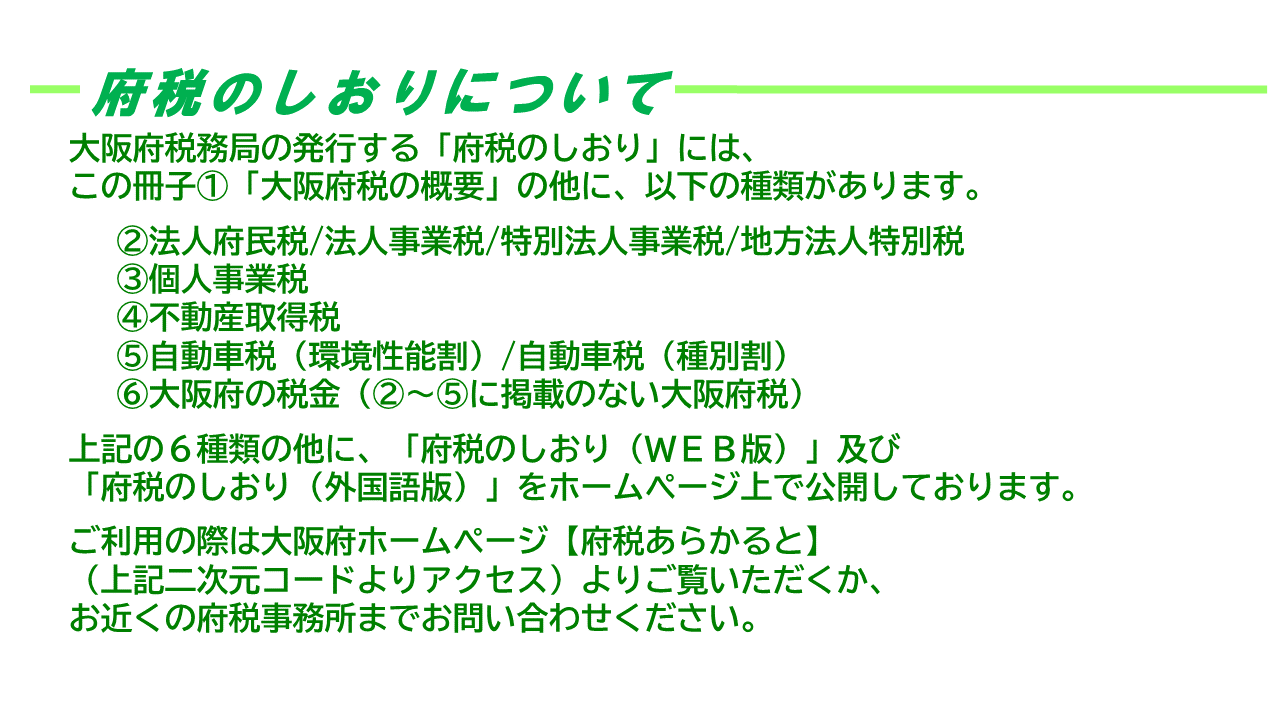 府税のしおりについて
大阪府税務局の発行する「府税のしおり」には、
この冊子①「大阪府税の概要」の他に、以下の種類があります。
②法人府民税/法人事業税/特別法人事業税/地方法人特別税
③個人事業税
④不動産取得税
⑤自動車税（環境性能割）/自動車税（種別割）
⑥大阪府の税金（②～⑤に掲載のない大阪府税）
上記の６種類の他に、「府税のしおり（ＷＥＢ版）」及び
「府税のしおり（外国語版）」をホームページ上で公開しております。
ご利用の際は大阪府ホームページ【府税あらかると】
（上記二次元コードよりアクセス）よりご覧いただくか、
お近くの府税事務所までお問い合わせください。